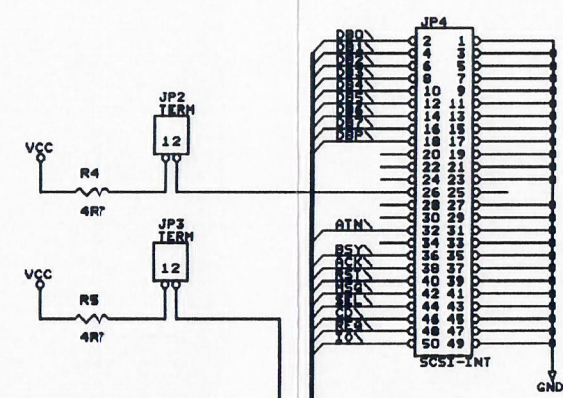 JP4
DB0\ 2 1
DB1\ 4 3
DB2\ 6 5
DB3\ 8 7
DB4\ 10 9
DB5\ 12 11
DB6\ 14 13
DB7\ 16 15
DBP\ 18 17
20 19
22 21
24 23
26 25
28 27
30 29
ATN\ 32 31
34 33
BSY\ 36 35
ACK\ 38 37
RST\ 40 39
MSG\ 42 41
SEL\ 44 43
CD\ 46 45
REQ\ 48 47
IO\ 50 49
SCSI-INT
GND
JP2
TERM
12
VCC
R4
4R7
JP3
TERM
12
VCC
R5
4R7